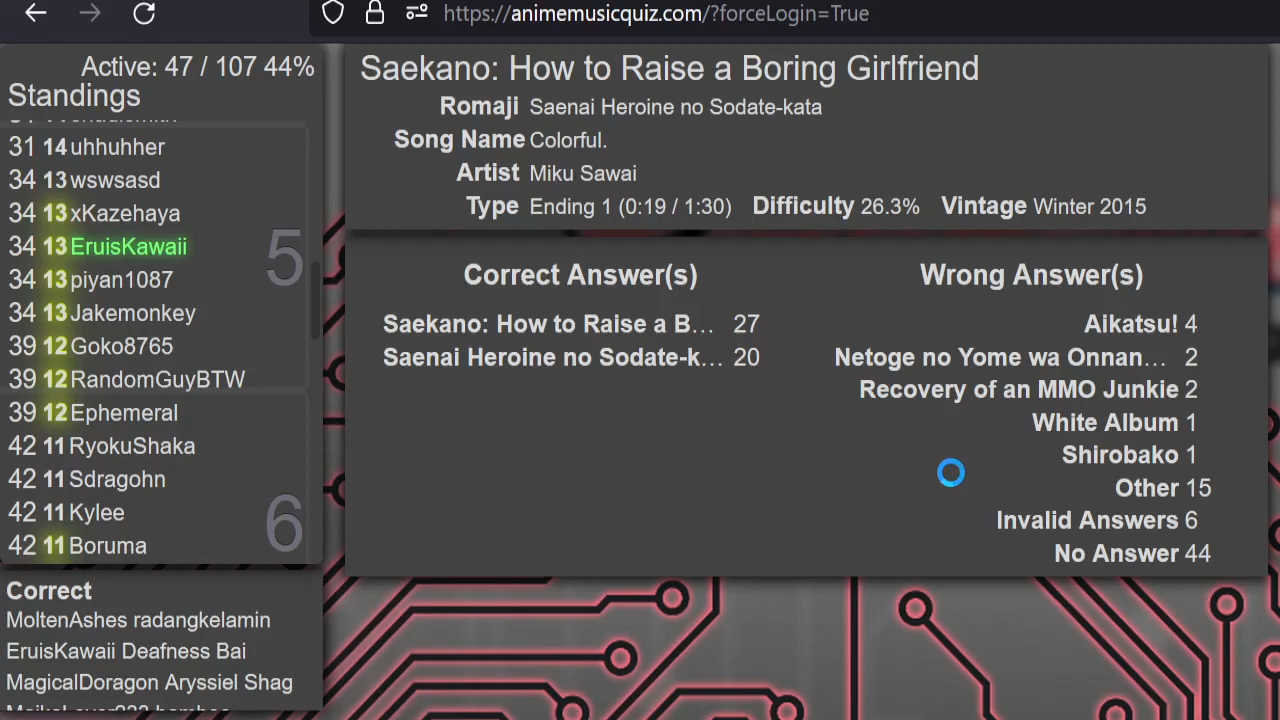 https://animemusicquiz.com/?forceLogin=True
Active: 47 / 107 44%
Standings
31 14 uhhuhher
34 13 wswsasd
34 13 xKazehaya
34 13 EruisKawaii
34 13 piyan1087
34 13 Jakemonkey
5
39 12 Goko8765
39 12 RandomGuyBTW
39 12 Ephemeral
42 11 RyokuShaka
42 11 Sdragohn
42 11 Kylee
42 11 Boruma
6
Correct
MoltenAshes radangkelamin
EruisKawaii Deafness Bai
MagicalDoragon Aryssiel Shag
Saekano: How to Raise a Boring Girlfriend
Romaji Saenai Heroine no Sodate-kata
Song Name Colorful.
Artist Miku Sawai
Type Ending 1 (0:19 / 1:30) Difficulty 26.3% Vintage Winter 2015
Correct Answer(s)
Saekano: How to Raise a B... 27
Saenai Heroine no Sodate-k... 20
Wrong Answer(s)
Aikatsu! 4
Netoge no Yome wa Onnan... 2
Recovery of an MMO Junkie 2
White Album 1
Shirobako 1
Other 15
Invalid Answers 6
No Answer 44